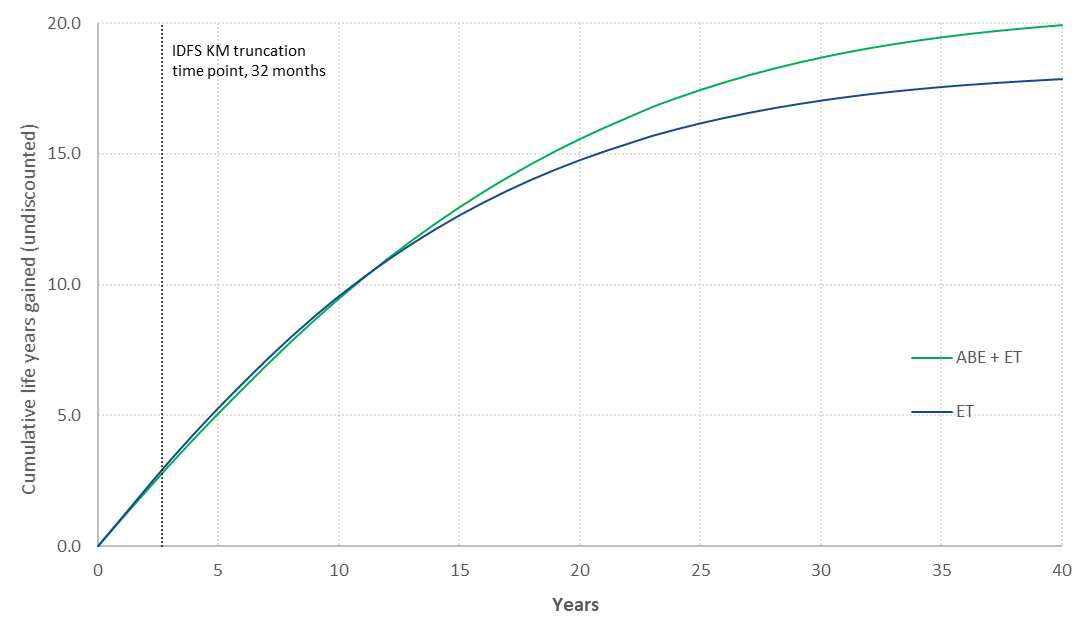 20.0
IDFS KM truncation
time point, 32 months
15.0
Cumulative life years gained (undiscounted)
10.0
ABE + ET
5.0
ET
0.0
0 5 10 15 20 25 30 35 40
Years